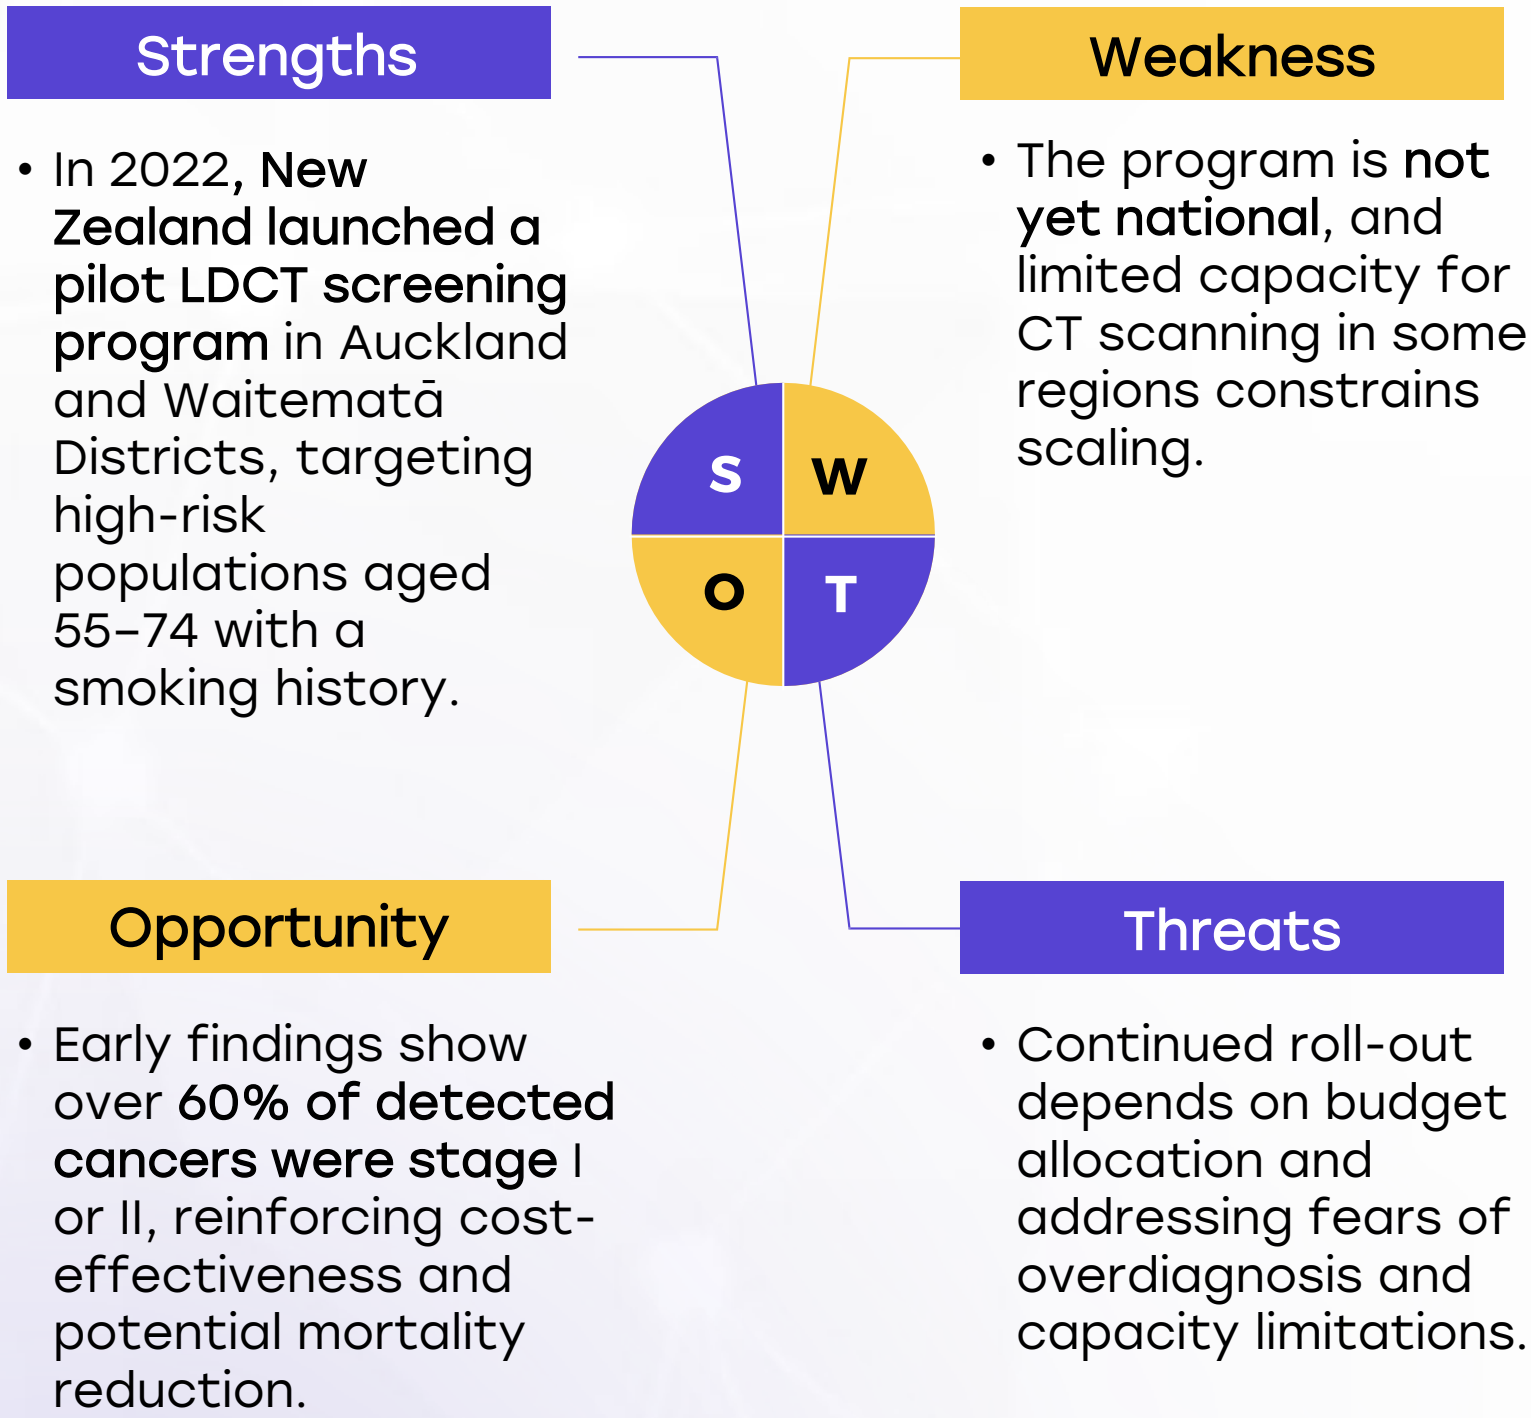 Strengths
• In 2022, New
Zealand launched a
pilot LDCT screening
program in Auckland
and Waitematā
Districts, targeting
high-risk
populations aged
55–74 with a
smoking history.
Weakness
• The program is not
yet national, and
limited capacity for
CT scanning in some
regions constrains
scaling.
S
W
O
T
Opportunity
• Early findings show
over 60% of detected
cancers were stage I
or II, reinforcing cost-
effectiveness and
potential mortality
reduction.
Threats
• Continued roll-out
depends on budget
allocation and
addressing fears of
overdiagnosis and
capacity limitations.